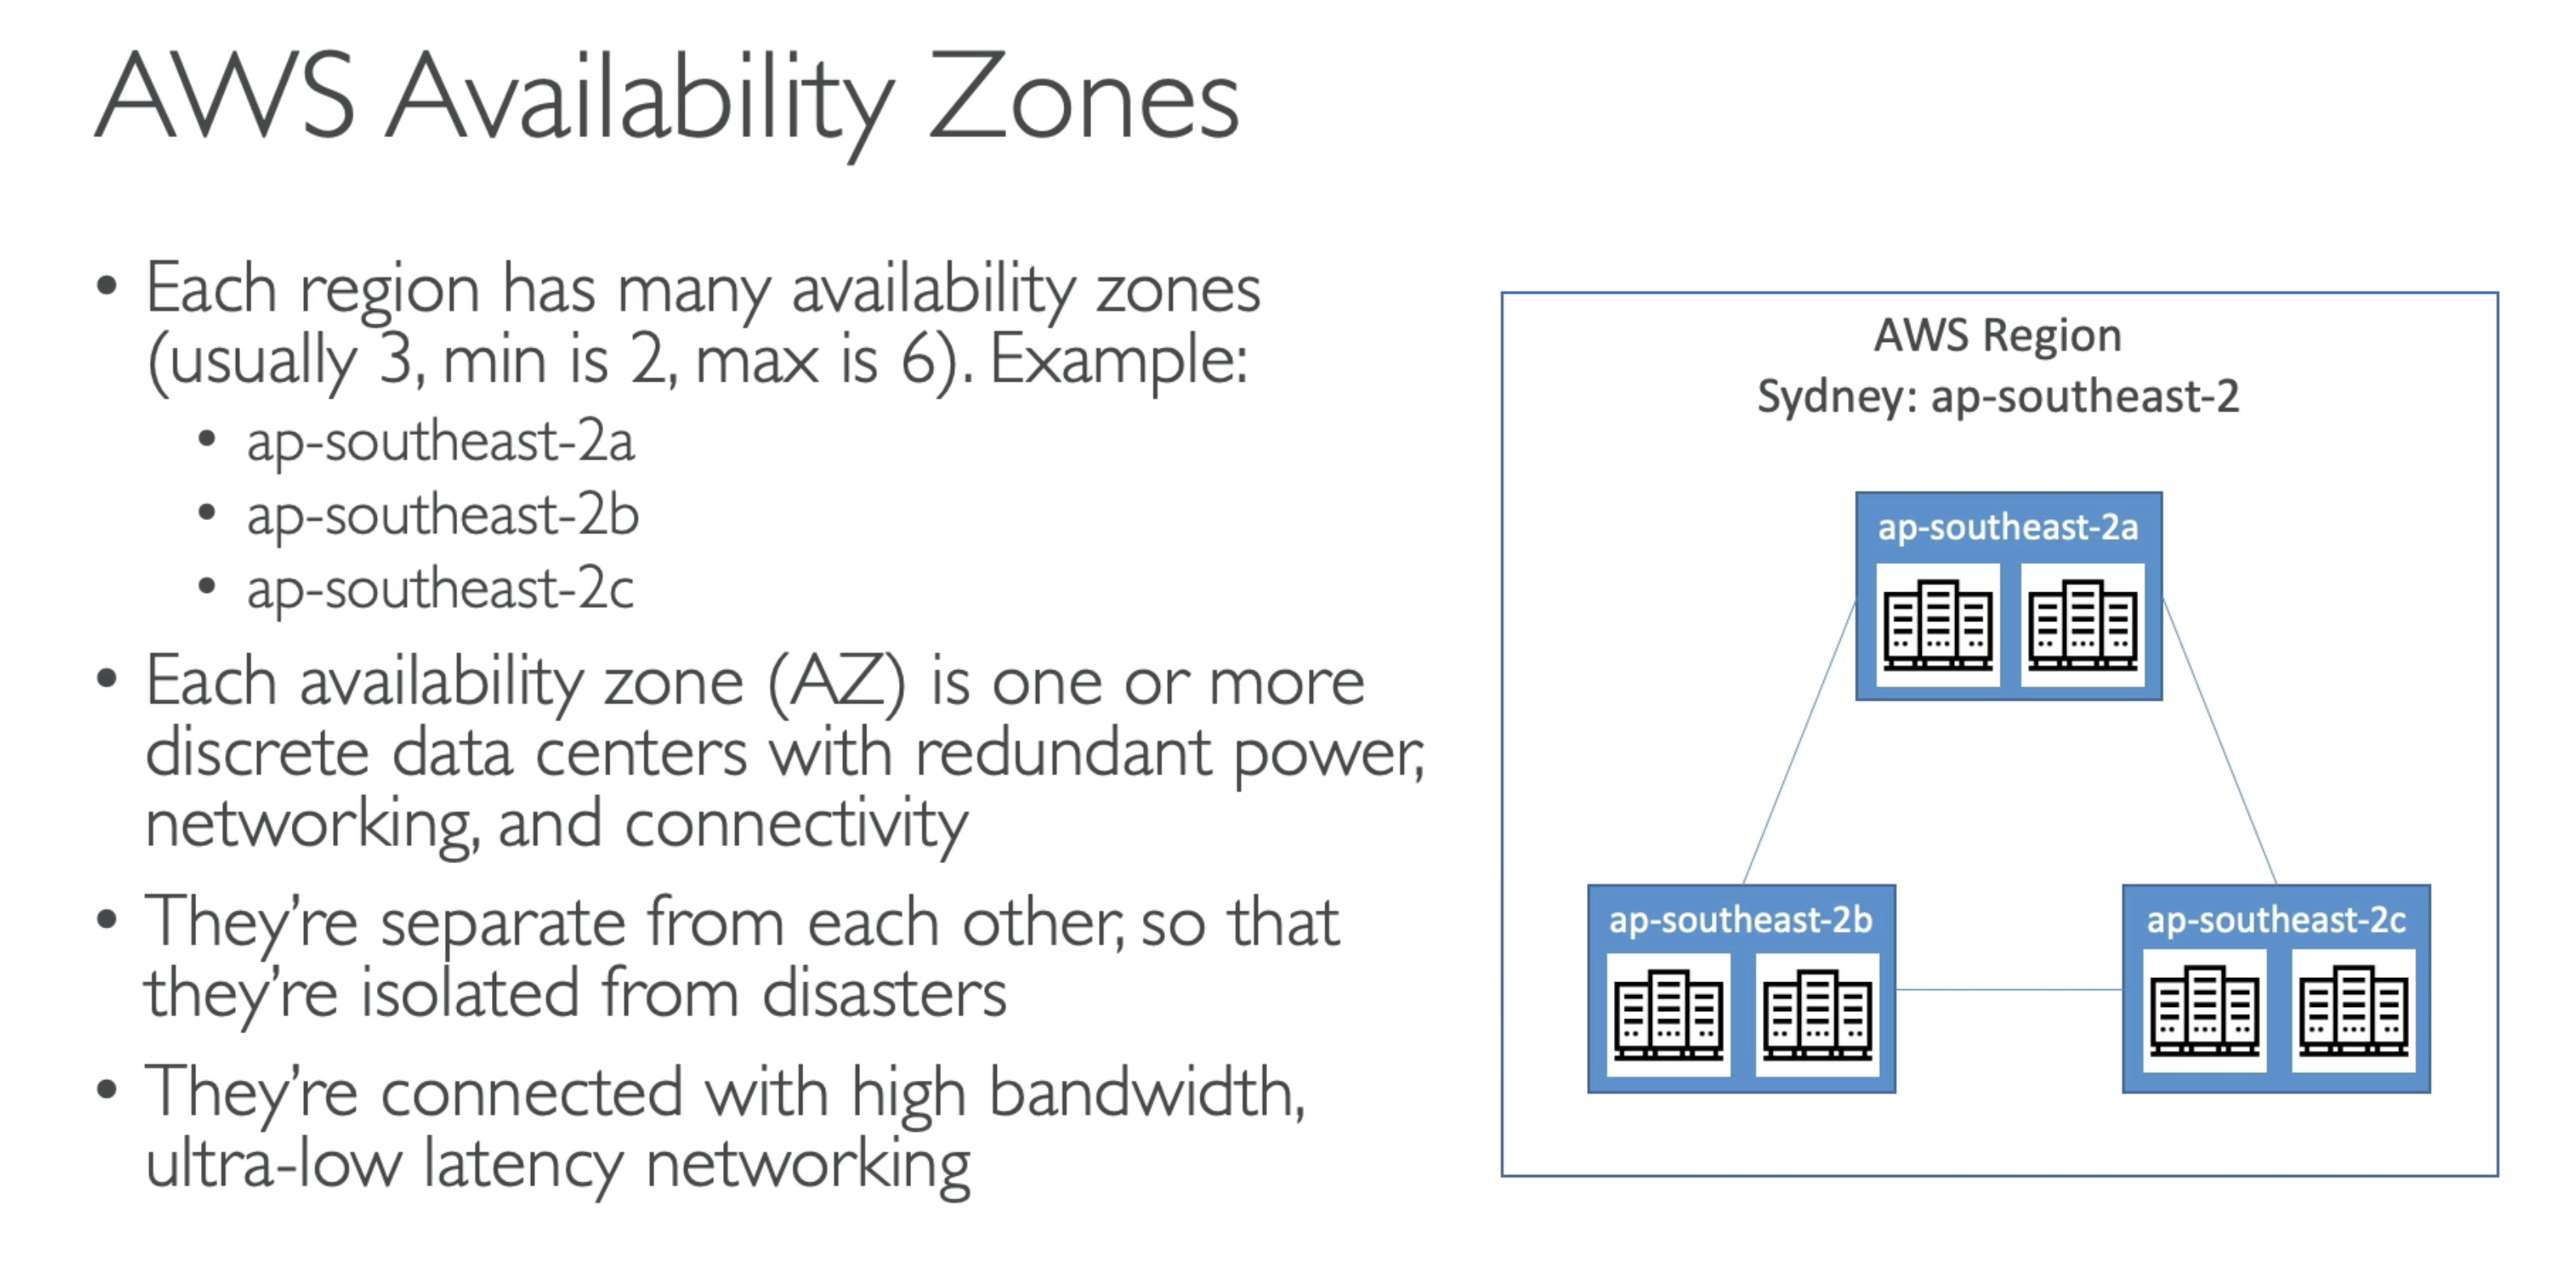 AWS Availability Zones
• Each region has many availability zones
(usually 3, min is 2, max is 6). Example:
• ap-southeast-2a
• ap-southeast-2b
• ap-southeast-2c
• Each availability zone (AZ) is one or more
discrete data centers with redundant power,
networking, and connectivity
• They’re separate from each other, so that
they’re isolated from disasters
• They’re connected with high bandwidth,
ultra-low latency networking
AWS Region
Sydney: ap-southeast-2
ap-southeast-2a
ap-southeast-2b
ap-southeast-2c